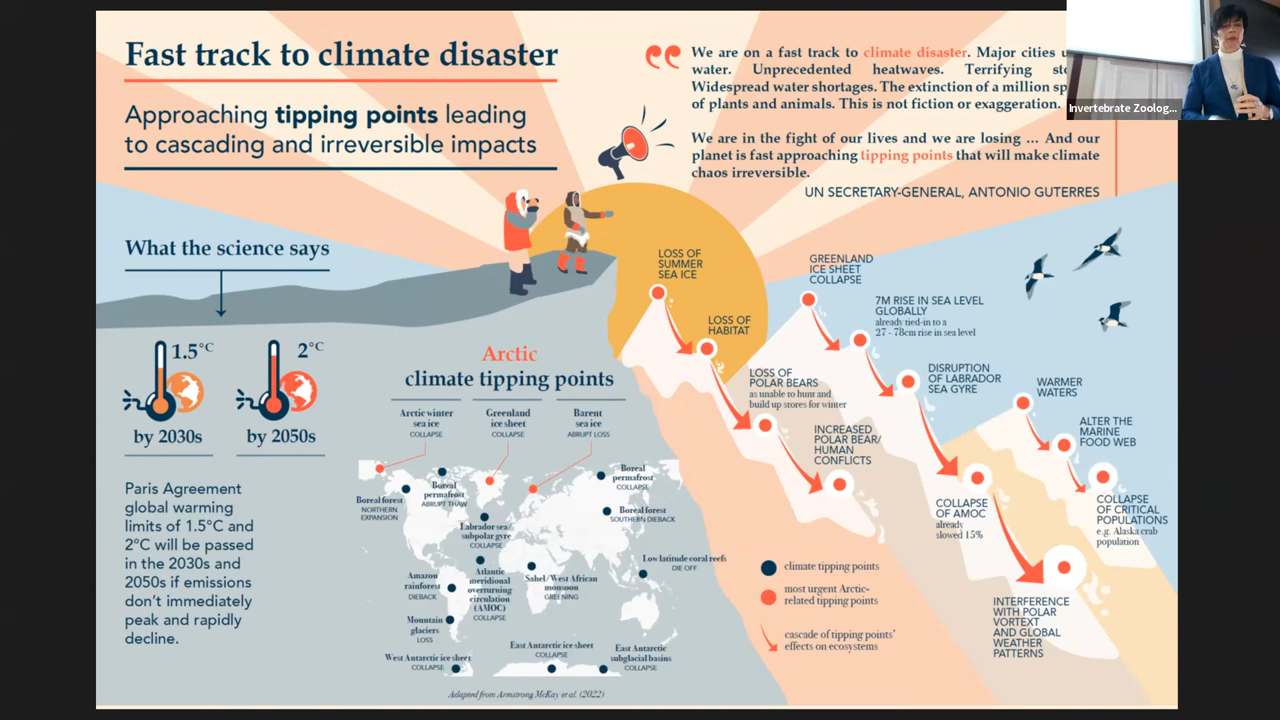 Fast track to climate disaster
Approaching tipping points leading
to cascading and irreversible impacts
We are on a fast track to climate disaster. Major cities
water. Unprecedented heatwaves. Terrifying
Widespread water shortages. The extinction of a million
of plants and animals. This is not fiction or exaggeration.
We are in the fight of our lives and we are losing ... And our
planet is fast approaching tipping points that will make climate
chaos irreversible.
UN SECRETARY-GENERAL, ANTONIO GUTERRES
Invertebrate Zoolog...
What the science says
1.5°C
by 2030s
2°C
by 2050s
Paris Agreement
global warming
limits of 1.5°C and
2°C will be passed
in the 2030s and
2050s if emissions
don't immediately
peak and rapidly
decline.
Arctic
climate tipping points
Arctic winter
sea ice
COLLAPSE
Greenland
ice sheet
COLLAPSE
Barent
sea ice
ABRUPT LOSS
Boreal forest
NORTHERN
EXPANSION
Boreal
permafrost
ABRUPT THAW
Boreal
permafrost
COLLAPSE
Boreal forest
SOUTHERN DIEBACK
Labrador sea/
subpolar gyre
COLLAPSE
Low latitude coral reefs
DIE OFF
Amazon
rainforest
DIEBACK
Atlantic
meridional
overturning
circulation
(AMOC)
COLLAPSE
Sahel/West African
monsoon
GREENING
Mountain
glaciers
LOSS
West Antarctic ice sheet
COLLAPSE
East Antarctic ice sheet
COLLAPSE
East Antarctic
subglacial basins
COLLAPSE
Adapted from Armstrong McKay et al. (2022)
LOSS OF
SUMMER
SEA ICE
LOSS OF
HABITAT
LOSS OF
POLAR BEARS
as unable to hunt and
build up stores for winter
INCREASED
POLAR BEAR/
HUMAN
CONFLICTS
GREENLAND
ICE SHEET
COLLAPSE
7M RISE IN SEA LEVEL
GLOBALLY
already tied-in to a
27 - 78cm rise in sea level
DISRUPTION
OF LABRADOR
SEA GYRE
COLLAPSE
OF AMOC
already
slowed 15%
INTERFERENCE
WITH POLAR
VORTEXT
AND GLOBAL
WEATHER
PATTERNS
WARMER
WATERS
ALTER THE
MARINE
FOOD WEB
COLLAPSE
OF CRITICAL
POPULATIONS
e.g. Alaska crab
population
climate tipping points
most urgent Arctic-
related tipping points
cascade of tipping points'
effects on ecosystems